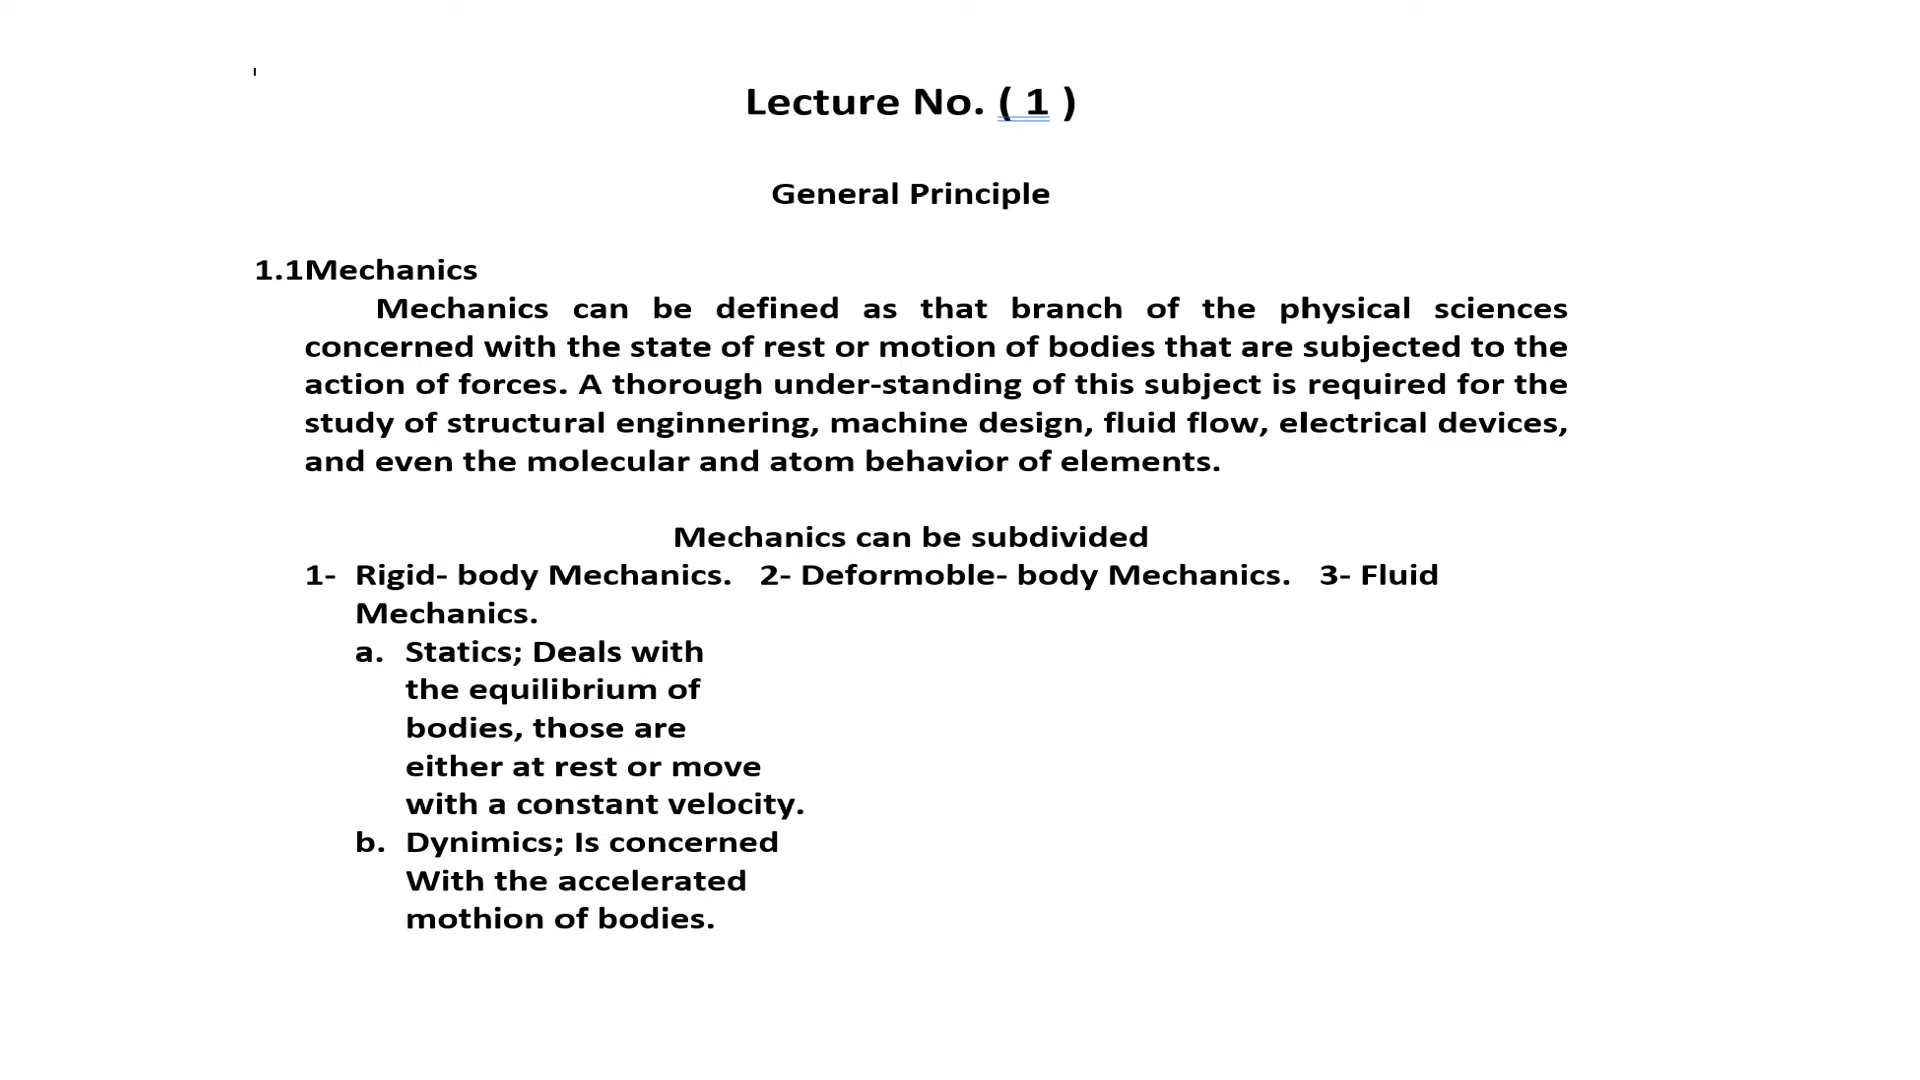 Lecture No. ( 1 )
General Principle
1.1Mechanics
Mechanics can be defined as that branch of the physical sciences
concerned with the state of rest or motion of bodies that are subjected to the
action of forces. A thorough under-standing of this subject is required for the
study of structural enginnering, machine design, fluid flow, electrical devices,
and even the molecular and atom behavior of elements.
Mechanics can be subdivided
1- Rigid- body Mechanics. 2- Deformoble- body Mechanics. 3- Fluid
Mechanics.
a. Statics; Deals with
the equilibrium of
bodies, those are
either at rest or move
with a constant velocity.
b. Dynimics; Is concerned
With the accelerated
mothion of bodies.